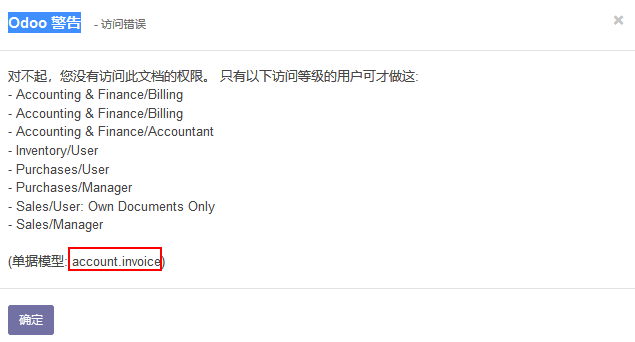 Odoo 警告 - 访问错误 ×
对不起，您没有访问此文档的权限。 只有以下访问等级的用户可才做这:
- Accounting & Finance/Billing
- Accounting & Finance/Billing
- Accounting & Finance/Accountant
- Inventory/User
- Purchases/User
- Purchases/Manager
- Sales/User: Own Documents Only
- Sales/Manager
(单据模型: account.invoice)
确定